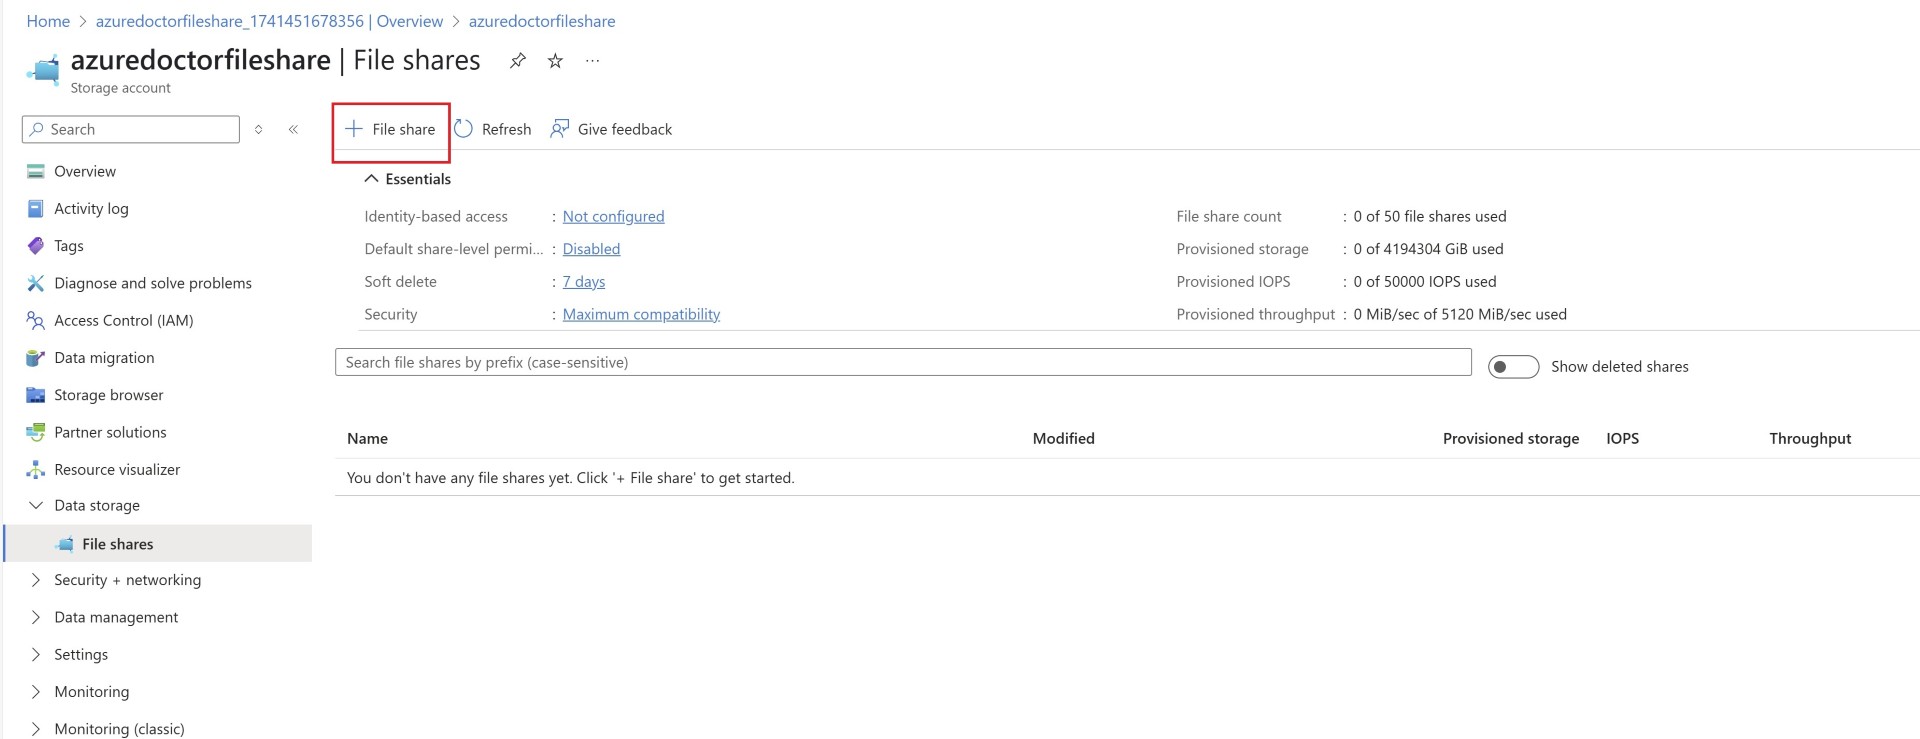 Home > azuredoctorfileshare_1741451678356 | Overview > azuredoctorfileshare
azuredoctorfileshare | File shares
Storage account
Search
File share
Refresh
Give feedback
Overview
Activity log
Tags
Diagnose and solve problems
Access Control (IAM)
Data migration
Storage browser
Partner solutions
Resource visualizer
Data storage
File shares
Security + networking
Data management
Settings
Monitoring
Monitoring (classic)
Essentials
Identity-based access : Not configured
Default share-level permi... : Disabled
Soft delete : 7 days
Security : Maximum compatibility
File share count : 0 of 50 file shares used
Provisioned storage : 0 of 4194304 GiB used
Provisioned IOPS : 0 of 50000 IOPS used
Provisioned throughput : 0 MiB/sec of 5120 MiB/sec used
Search file shares by prefix (case-sensitive)
Show deleted shares
Name Modified Provisioned storage IOPS Throughput
You don't have any file shares yet. Click '+ File share' to get started.